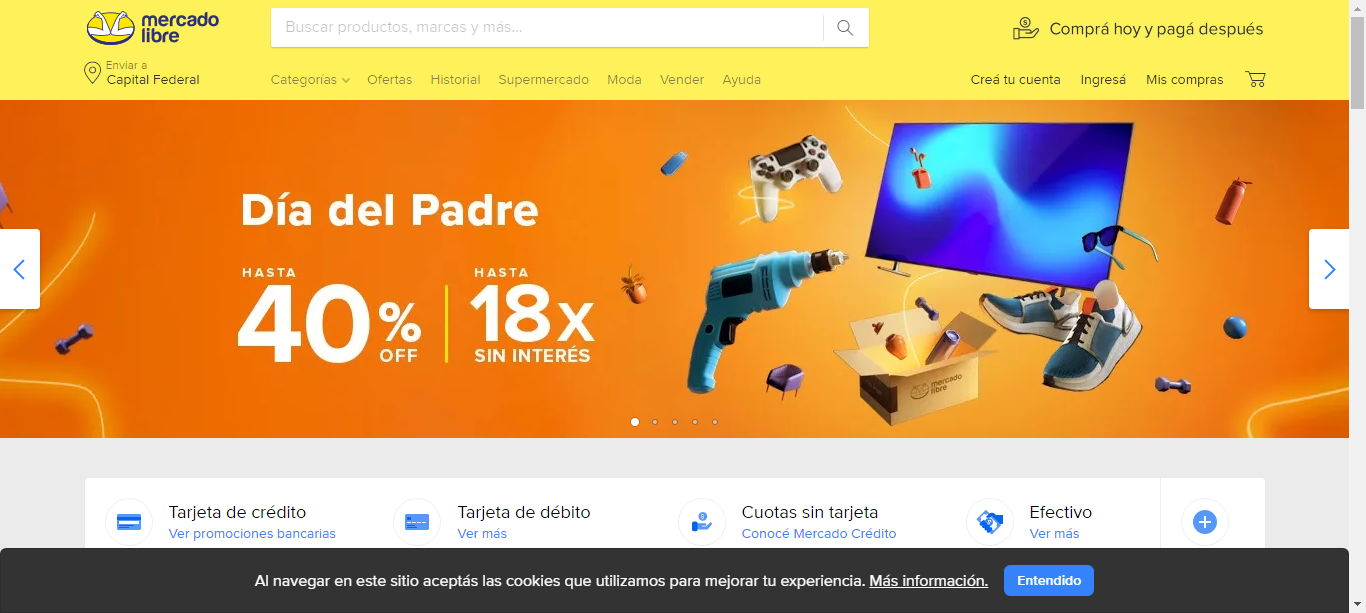 mercado
libre
Buscar productos, marcas y más...
Comprá hoy y pagá después
Enviar a
Capital Federal
Categorías Ofertas Historial Supermercado Moda Vender Ayuda
Creá tu cuenta Ingresá Mis compras
Día del Padre
HASTA
40%
OFF
HASTA
18x
SIN INTERÉS
mercado
libre
Tarjeta de crédito
Ver promociones bancarias
Tarjeta de débito
Ver más
Cuotas sin tarjeta
Conocé Mercado Crédito
Efectivo
Ver más
Al navegar en este sitio aceptás las cookies que utilizamos para mejorar tu experiencia. Más información. Entendido